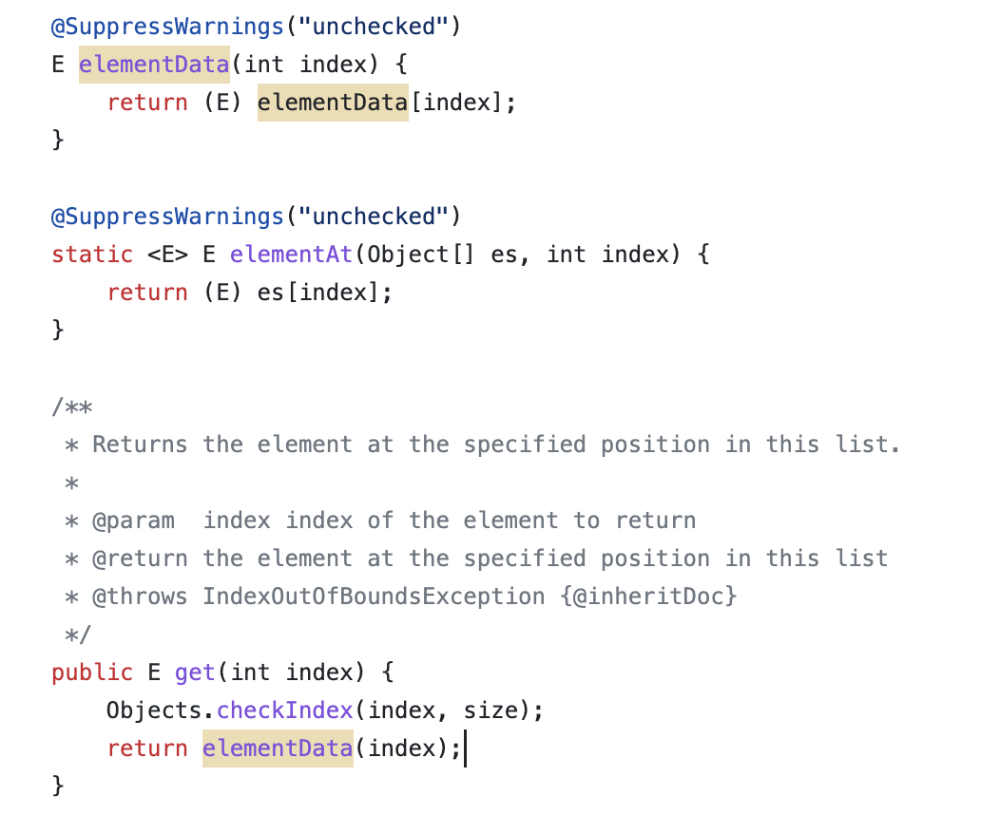 @SuppressWarnings("unchecked")
E elementData(int index) {
    return (E) elementData[index];
}

@SuppressWarnings("unchecked")
static <E> E elementAt(Object[] es, int index) {
    return (E) es[index];
}

/**
 * Returns the element at the specified position in this list.
 *
 * @param  index index of the element to return
 * @return the element at the specified position in this list
 * @throws IndexOutOfBoundsException {@inheritDoc}
 */
public E get(int index) {
    Objects.checkIndex(index, size);
    return elementData(index);
}